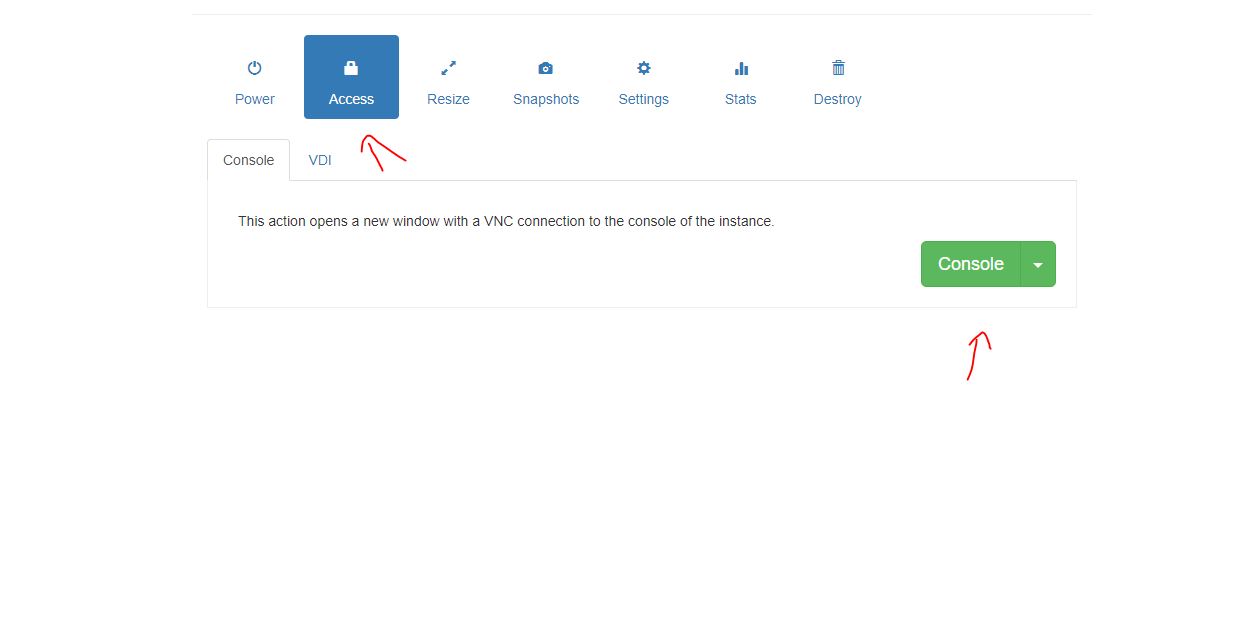 Power Access Resize Snapshots Settings Stats Destroy
Console VDI
This action opens a new window with a VNC connection to the console of the instance.
Console